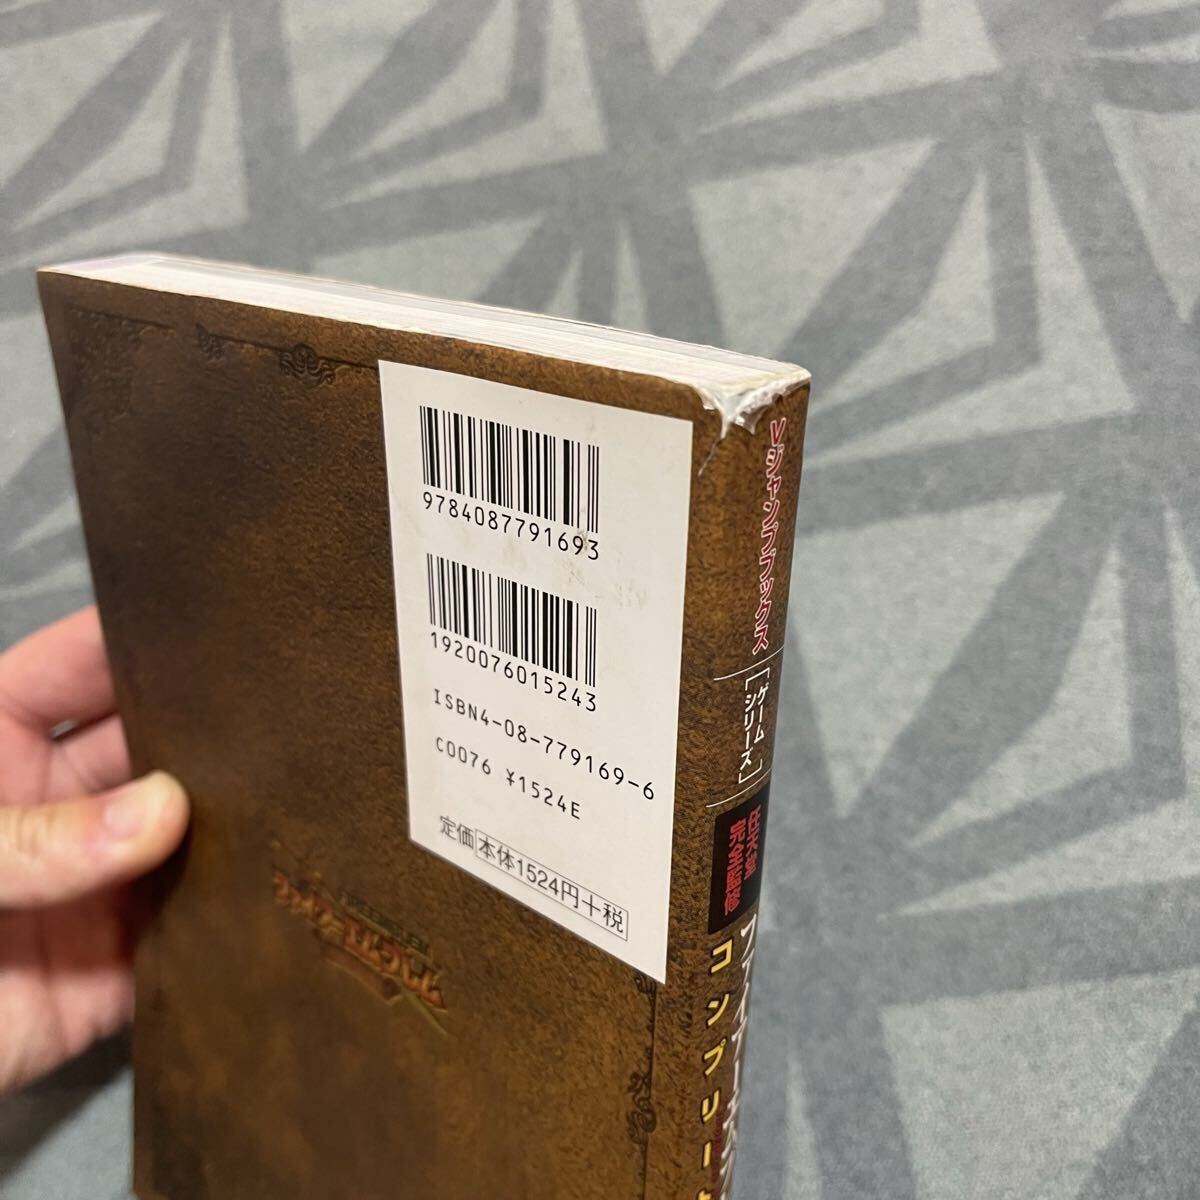 9784087791693
1920076015243
ISBN4-08-779169-6
C0076 ¥1524E
定価 本体1524円+税
Vジャンプブックス
[ゲームシリーズ]
任天堂
完全密着
ファイアーエムブレム
コンプリート